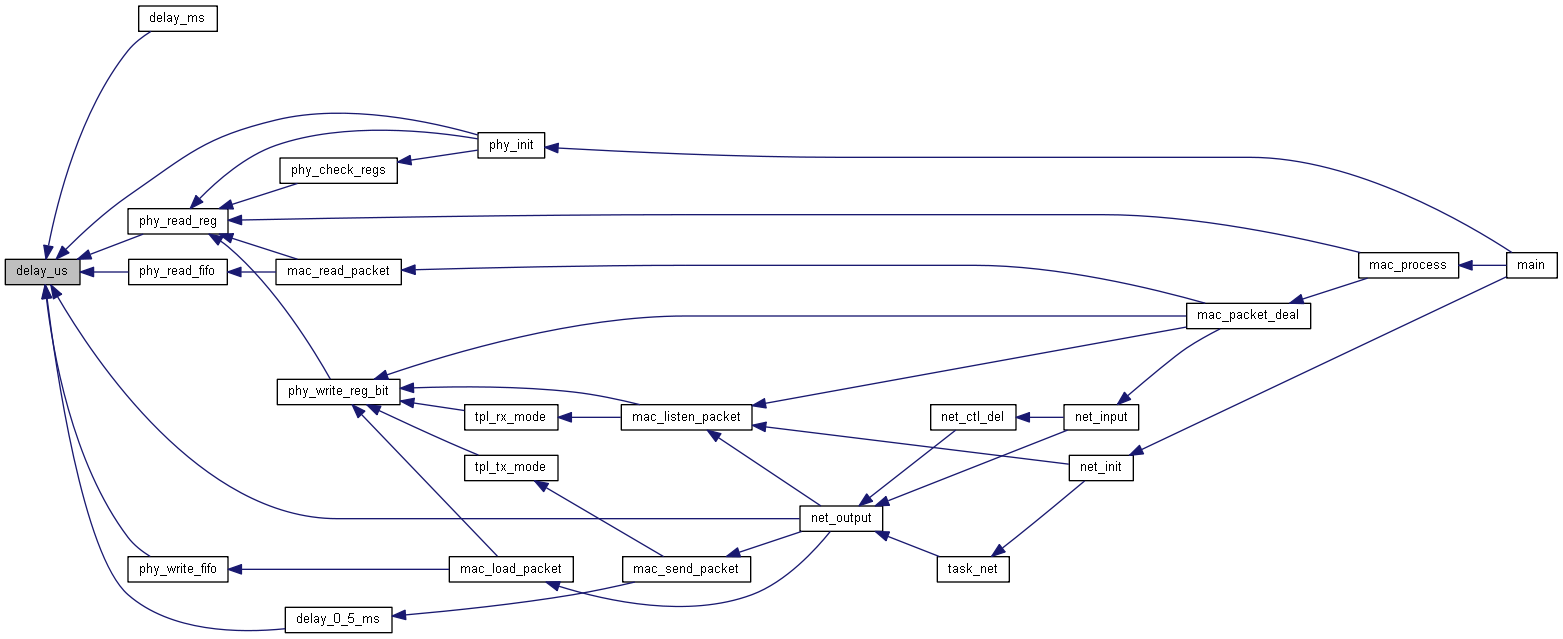 delay_ms
phy_init
phy_check_regs
phy_read_reg
delay_us
phy_read_fifo
mac_read_packet
mac_process
main
mac_packet_deal
phy_write_reg_bit
tpl_rx_mode
mac_listen_packet
net_ctl_del
net_input
tpl_tx_mode
net_init
net_output
phy_write_fifo
mac_load_packet
mac_send_packet
task_net
delay_0_5_ms